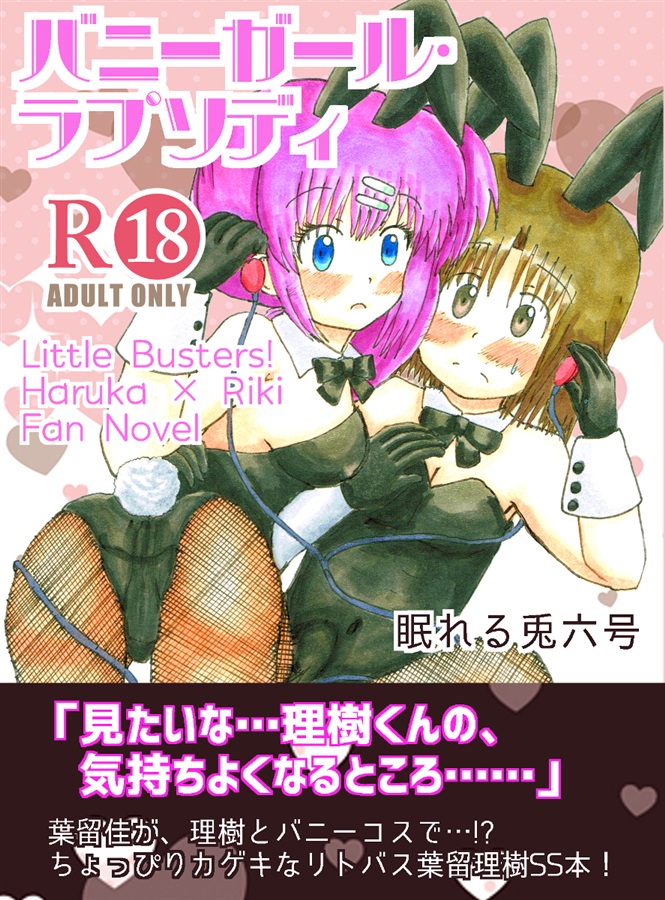 バニーガール・
ラプソディ
R18
ADULT ONLY
Little Busters!
Haruka × Riki
Fan Novel
眠れる兎六号
「見たいな…理樹くんの、
気持ちよくなるところ……」
葉留佳が、理樹とバニーコスで…!?
ちょっぴりカゲキなリトバス葉留理樹SS本！